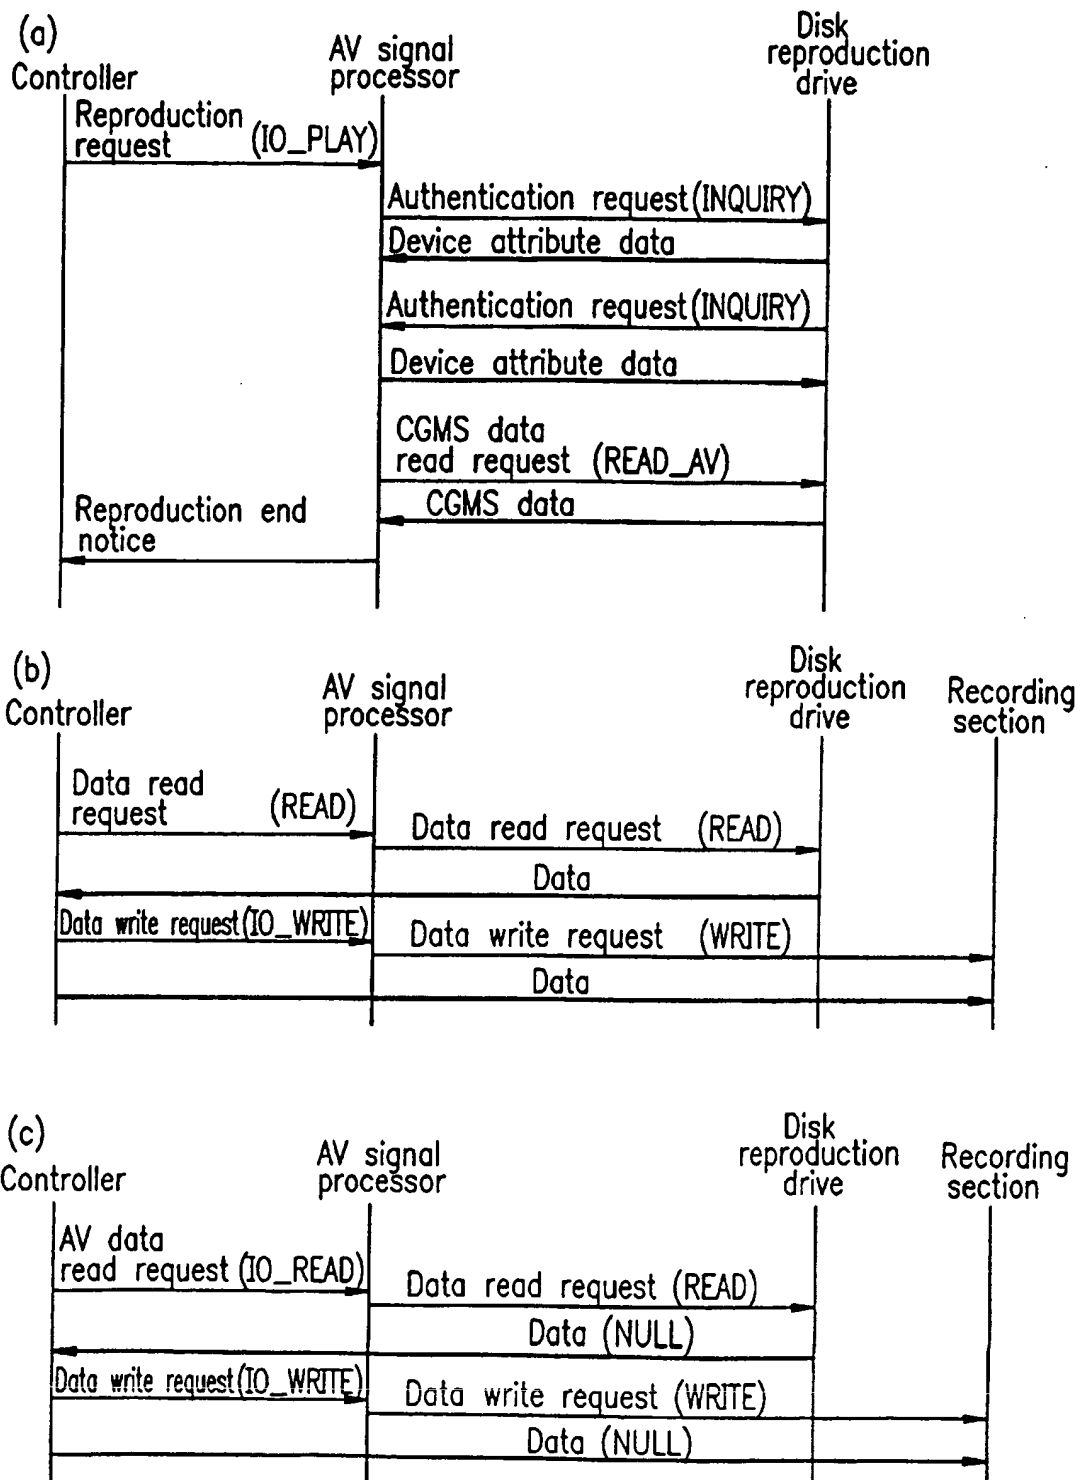 (a)
Controller
AV signal
processor
Disk
reproduction
drive
Reproduction
request (IO_PLAY)
Authentication request(INQUIRY)
Device attribute data
Authentication request(INQUIRY)
Device attribute data
CGMS data
read request (READ_AV)
CGMS data
Reproduction end
notice
(b)
Controller
AV signal
processor
Disk
reproduction
drive
Recording
section
Data read
request (READ)
Data read request (READ)
Data
Data write request(IO_WRITE)
Data write request (WRITE)
Data
(c)
Controller
AV signal
processor
Disk
reproduction
drive
Recording
section
AV data
read request(IO_READ)
Data read request (READ)
Data (NULL)
Data write request(IO_WRITE)
Data write request (WRITE)
Data (NULL)